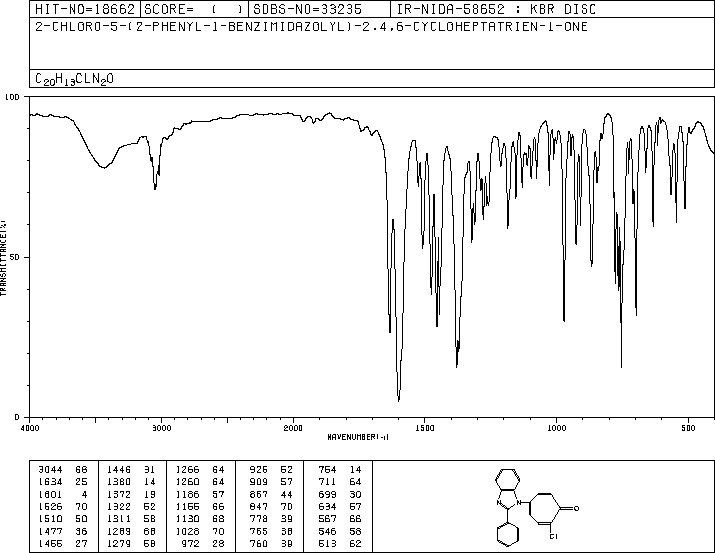 HIT-NO=18662 SCORE= ( ) SDBS-NO=33235 IR-NIDA-58652 : KBR DISC
2-CHLORO-5-(2-PHENYL-1-BENZIMIDAZOLYL)-2,4,6-CYCLOHEPTATRIEN-1-ONE
C20H13CLN2O
100
50
0
TRANSMITTANCE(%)
4000 3000 2000 1500 1000 500
WAVENUMBER(-1)
3044 68 1446 31 1266 64 925 52 754 14
1634 25 1380 14 1260 64 909 57 711 64
1601 4 1372 19 1186 57 867 44 699 30
1526 70 1322 52 1155 66 847 70 634 57
1510 50 1311 58 1130 68 778 39 567 66
1477 36 1289 68 1028 70 765 38 546 58
1455 27 1279 58 972 28 760 39 513 62
N
N
O
Cl